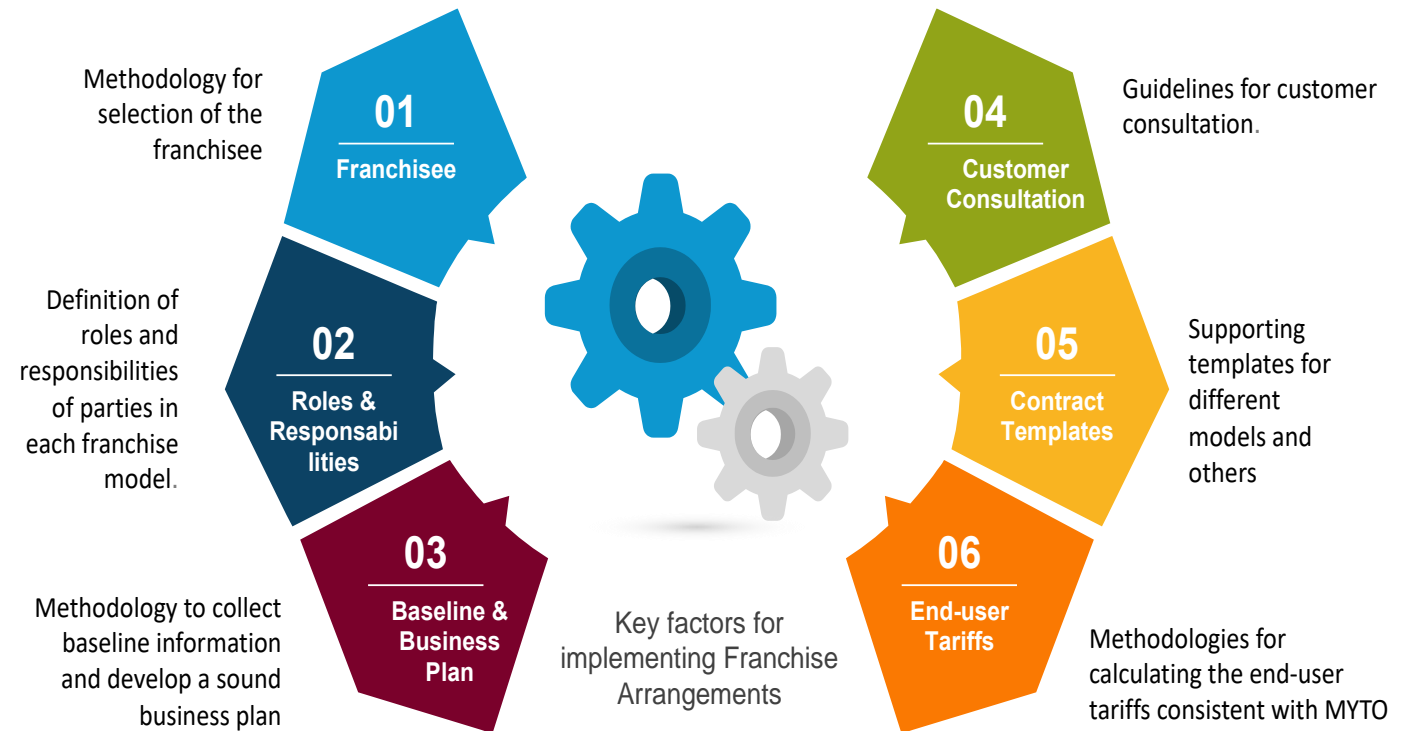 Methodology for
selection of the
franchisee
01
Franchisee
Definition of
roles and
responsibilities
of parties in
each franchise
model.
02
Roles &
Responsabi
lities
Methodology to collect
baseline information
and develop a sound
business plan
03
Baseline &
Business
Plan
Key factors for
implementing Franchise
Arrangements
04
Customer
Consultation
Guidelines for customer
consultation.
05
Contract
Templates
Supporting
templates for
different
models and
others
06
End-user
Tariffs
Methodologies for
calculating the end-user
tariffs consistent with MYTO